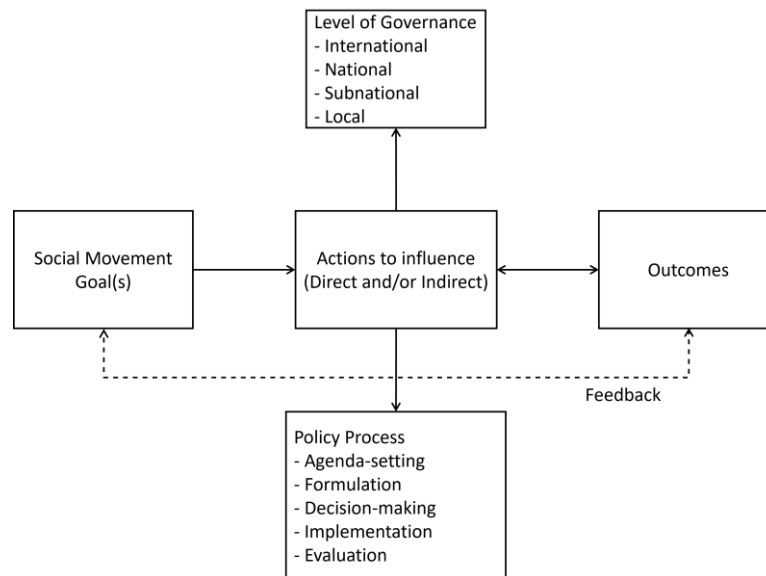 Level of Governance
- International
- National
- Subnational
- Local
Social Movement
Goal(s)
Actions to influence
(Direct and/or Indirect)
Outcomes
Feedback
Policy Process
- Agenda-setting
- Formulation
- Decision-making
- Implementation
- Evaluation